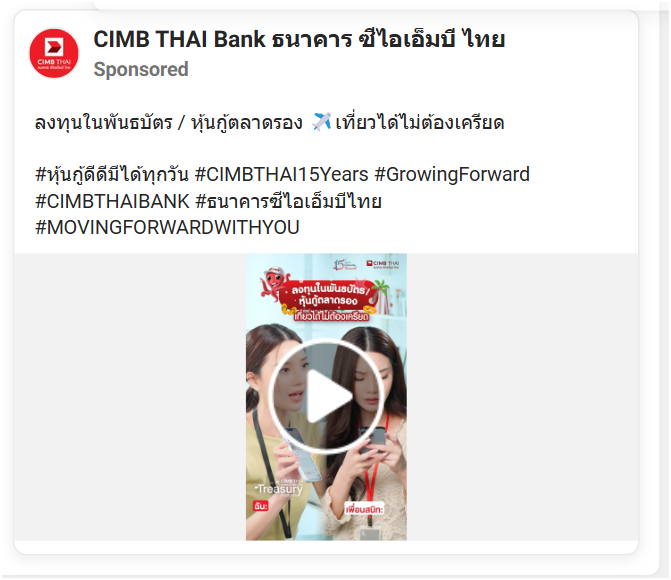 CIMB THAI Bank ธนาคาร ซีไอเอ็มบี ไทย
CIMB THAI
Sponsored
ลงทุนในพันธบัตร / หุ้นกู้ตลาดรอง ✈️ เที่ยวได้ไม่ต้องเครียด
#หุ้นกู้ดีดีมีได้ทุกวัน #CIMBTHAI15Years #GrowingForward
#CIMBTHAIBANK #ธนาคารซีไอเอ็มบีไทย
#MOVINGFORWARDWITHYOU
15 CIMB THAI
ลงทุนในพันธบัตร/
หุ้นกู้ตลาดรอง
เที่ยวได้ไม่ต้องเครียด
CIMB THAI
Treasury
ฉัน:
เพื่อนสนิท: